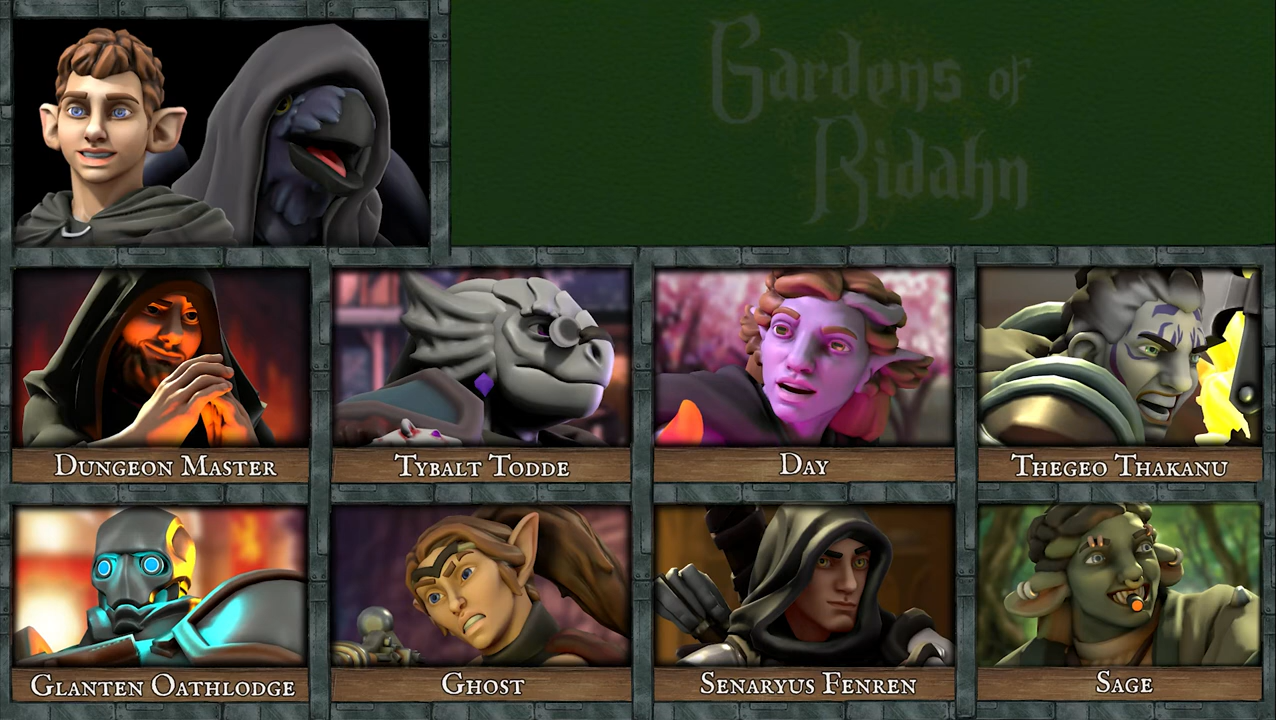 Gardens of
Ridahn
Dungeon Master
Tybalt Todde
Day
Thegeo Thakanu
Glanten Oathlodge
Ghost
Senaryus Fenren
Sage